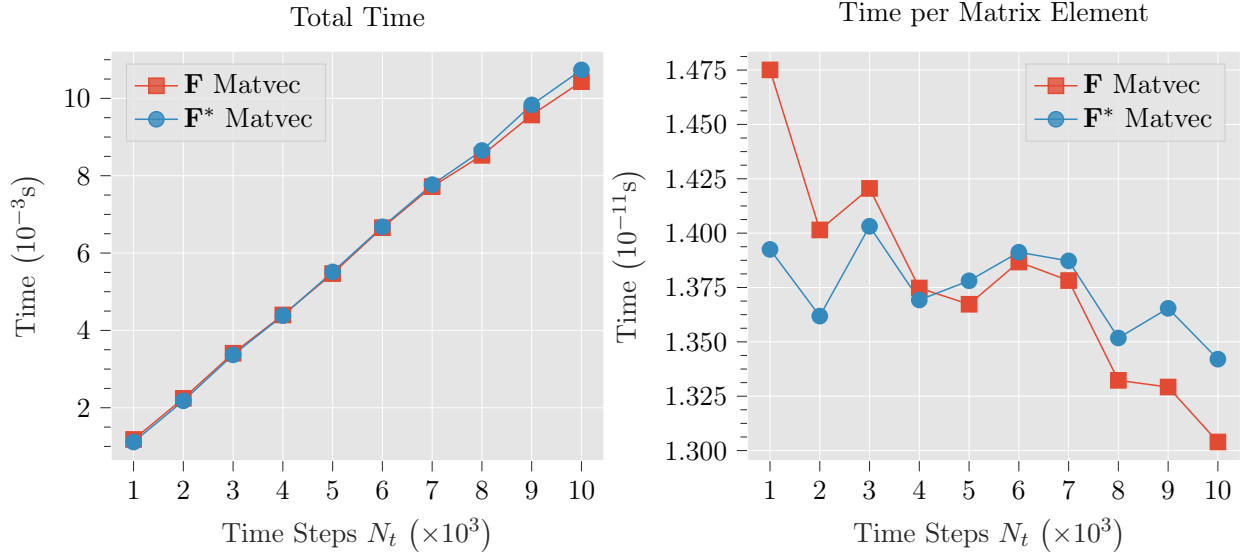 Total Time
F Matvec
F* Matvec
10
8
6
4
2
Time (10⁻³s)
1 2 3 4 5 6 7 8 9 10
Time Steps Nₜ (×10³)
Time per Matrix Element
F Matvec
F* Matvec
1.475
1.450
1.425
1.400
1.375
1.350
1.325
1.300
Time (10⁻¹¹s)
1 2 3 4 5 6 7 8 9 10
Time Steps Nₜ (×10³)